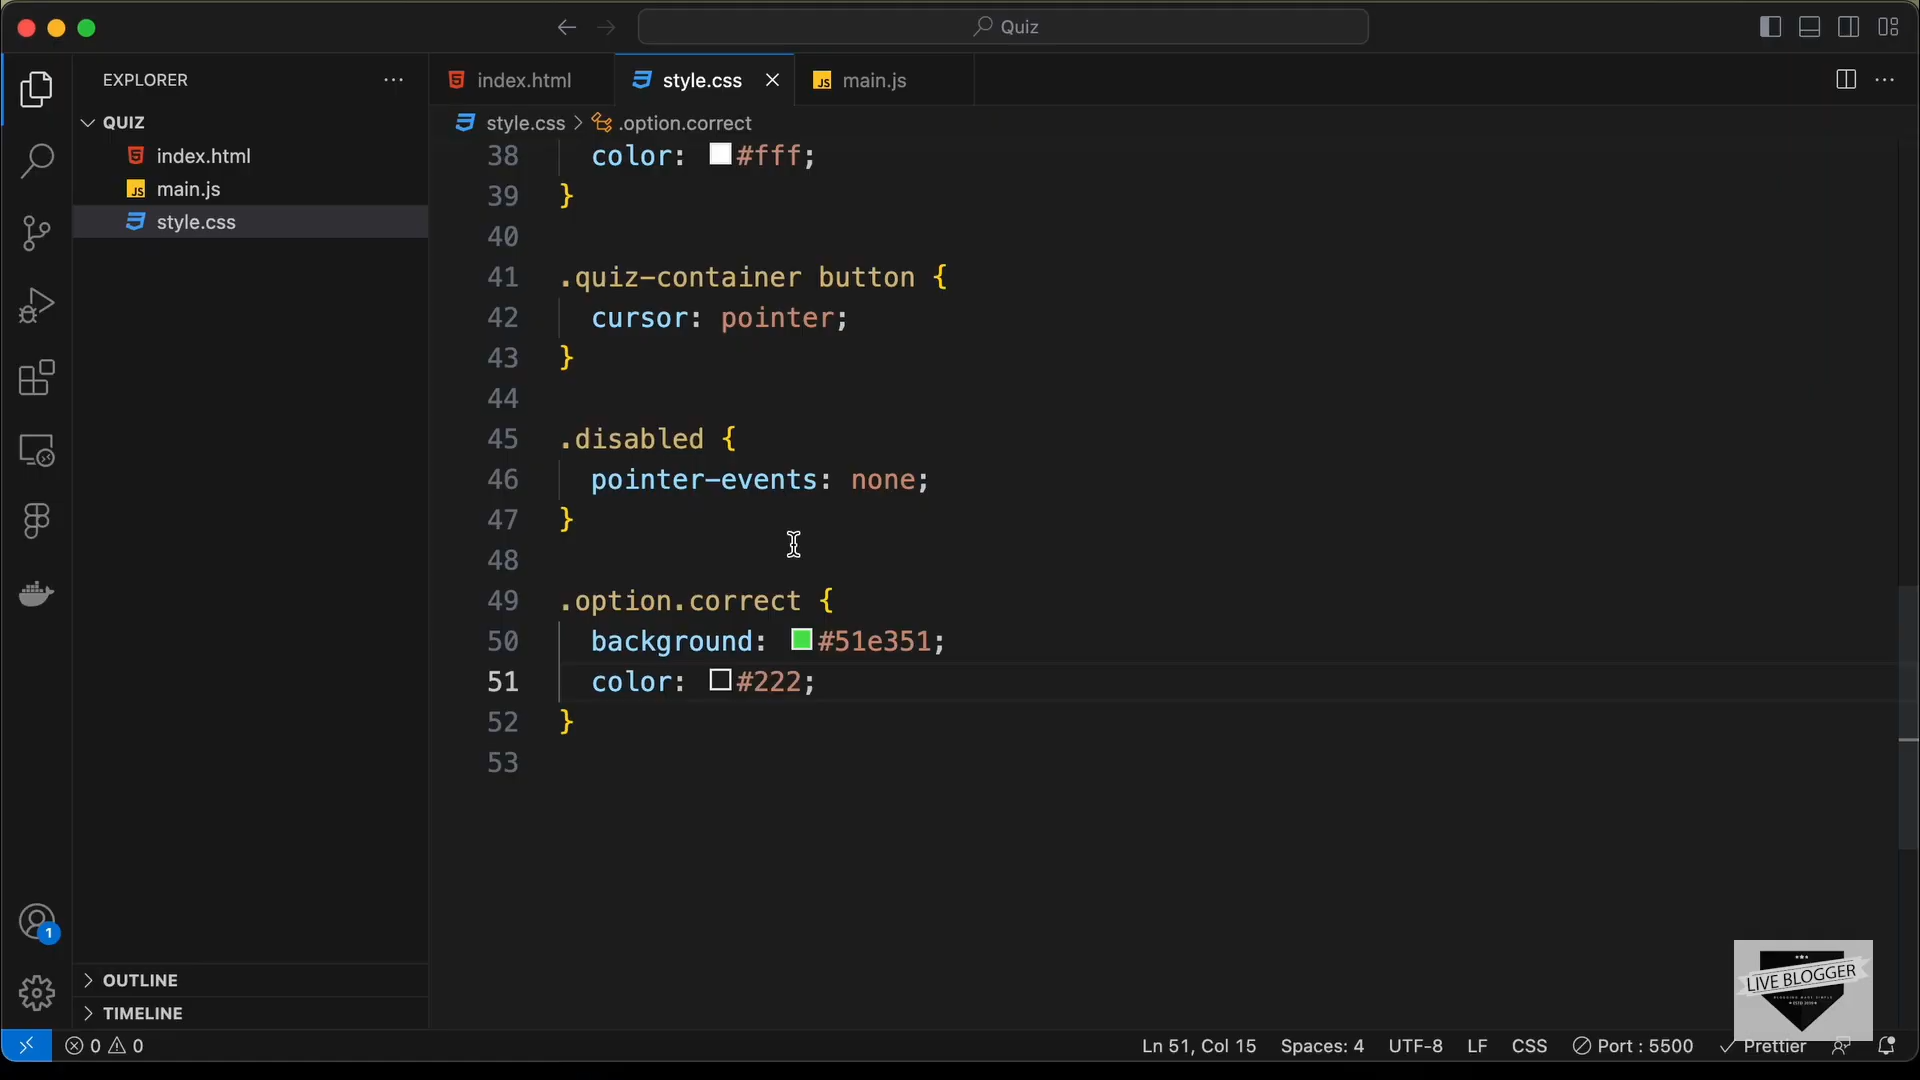 Quiz
EXPLORER
index.html
style.css
main.js
QUIZ
style.css > .option.correct
index.html
main.js
style.css
38 color: #fff;
39 }
40
41 .quiz-container button {
42 cursor: pointer;
43 }
44
45 .disabled {
46 pointer-events: none;
47 }
48
49 .option.correct {
50 background: #51e351;
51 color: #222;
52 }
53
1
OUTLINE
TIMELINE
LIVE BLOGGER
0 0 Ln 51, Col 15 Spaces: 4 UTF-8 LF CSS Port : 5500 Prettier